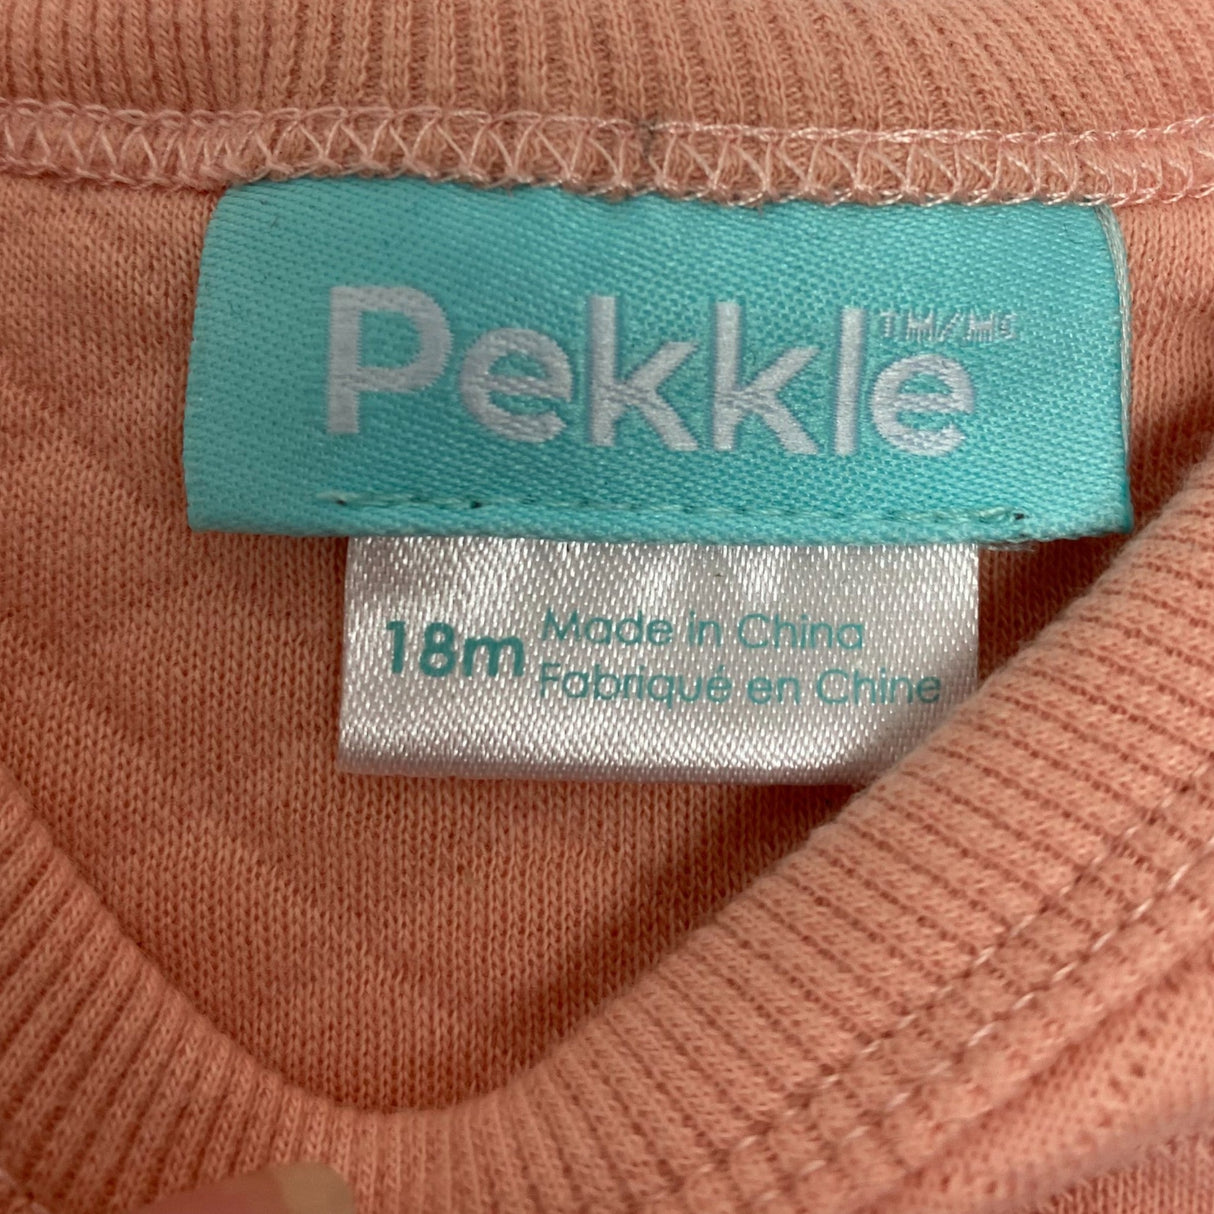 Pekkle TM/MC
18m Made in China
Fabriqué en Chine